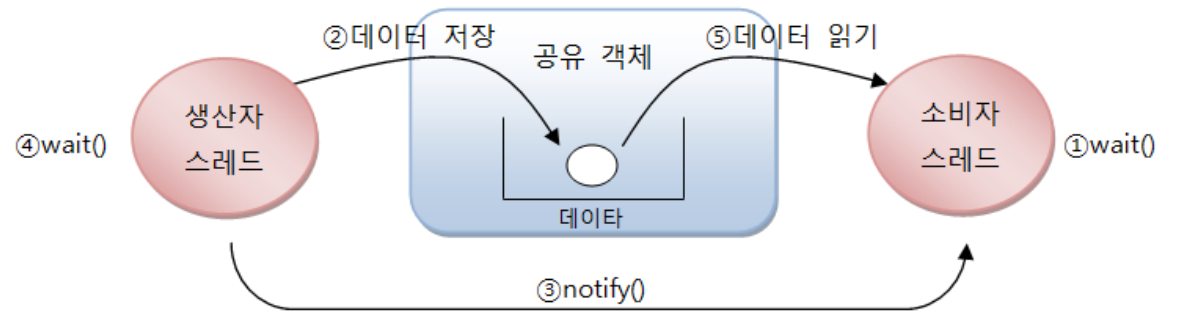 ②데이터 저장
공유 객체
⑤데이터 읽기
생산자
스레드
④wait()
소비자
스레드
①wait()
데이타
③notify()